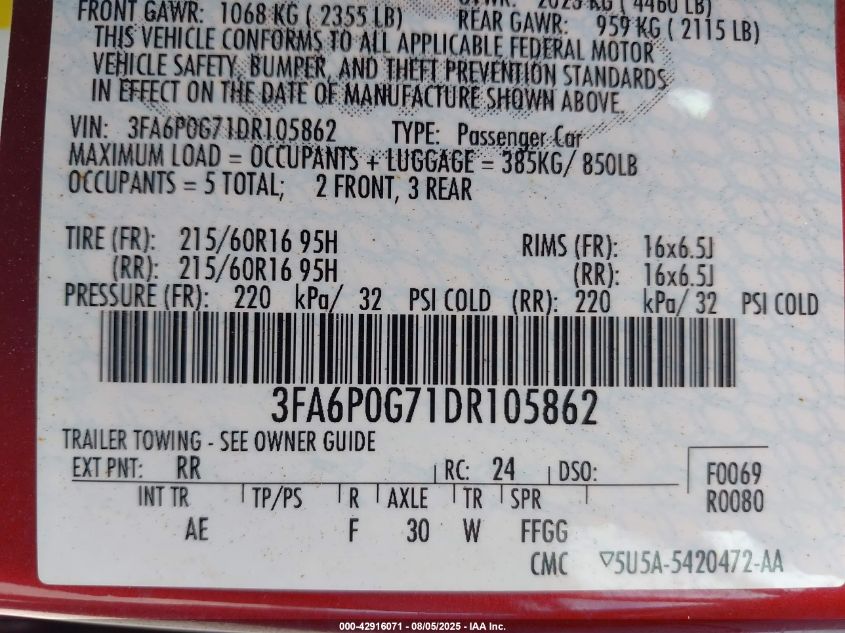 GVWR: 2023 KG ( 4460 LB)
FRONT GAWR: 1068 KG ( 2355 LB) REAR GAWR: 959 KG ( 2115 LB)
THIS VEHICLE CONFORMS TO ALL APPLICABLE FEDERAL MOTOR
VEHICLE SAFETY, BUMPER, AND THEFT PREVENTION STANDARDS
IN EFFECT ON THE DATE OF MANUFACTURE SHOWN ABOVE.
VIN: 3FA6P0G71DR105862 TYPE: Passenger Car
MAXIMUM LOAD = OCCUPANTS + LUGGAGE = 385KG/ 850LB
OCCUPANTS = 5 TOTAL; 2 FRONT, 3 REAR
TIRE (FR): 215/60R16 95H RIMS (FR): 16x6.5J
(RR): 215/60R16 95H (RR): 16x6.5J
PRESSURE (FR): 220 kPa/ 32 PSI COLD (RR): 220 kPa/ 32 PSI COLD
3FA6P0G71DR105862
TRAILER TOWING - SEE OWNER GUIDE
EXT PNT: RR RC: 24 DSO: F0069
INT TR TP/PS R AXLE TR SPR R0080
AE F 30 W FFGG
CMC ▽5U5A-5420472-AA
000-42916071 - 08/05/2025 - IAA Inc.